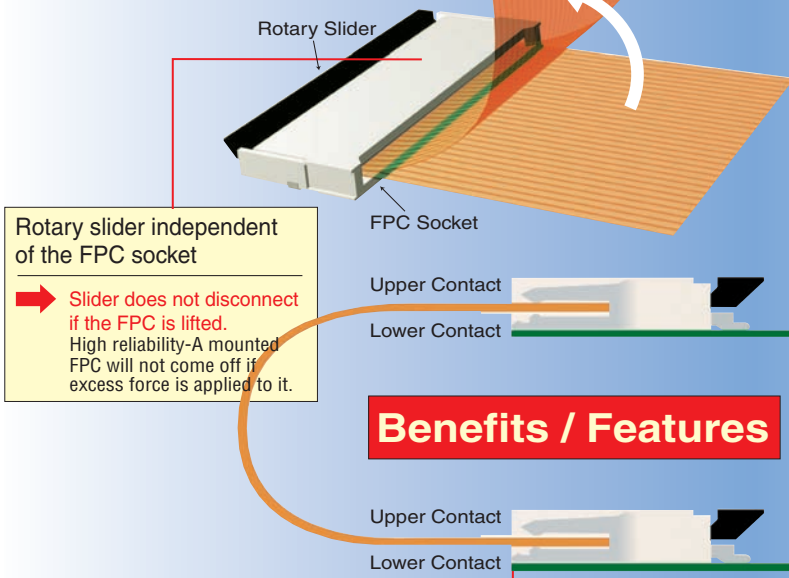 Rotary Slider
FPC Socket
Rotary slider independent
of the FPC socket
Slider does not disconnect
if the FPC is lifted.
High reliability-A mounted
FPC will not come off if
excess force is applied to it.
Upper Contact
Lower Contact
Benefits / Features
Upper Contact
Lower Contact